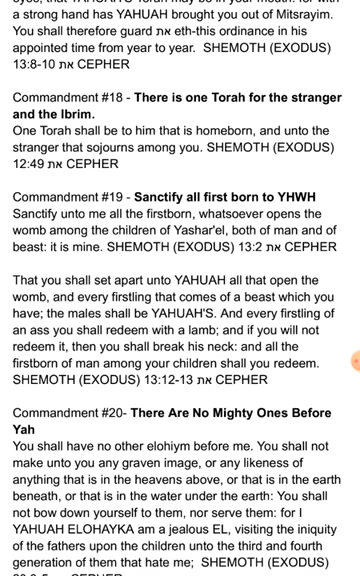 eyes, that YAHUAH'S Torah may be in your mouth: for with
a strong hand has YAHUAH brought you out of Mitsrayim.
You shall therefore guard את eth-this ordinance in his
appointed time from year to year.  SHEMOTH (EXODUS)
13:8-10 את CEPHER
Commandment #18 - There is one Torah for the stranger
and the Ibrim.
One Torah shall be to him that is homeborn, and unto the
stranger that sojourns among you. SHEMOTH (EXODUS)
12:49 את CEPHER
Commandment #19 - Sanctify all first born to YHWH
Sanctify unto me all the firstborn, whatsoever opens the
womb among the children of Yashar'el, both of man and of
beast: it is mine. SHEMOTH (EXODUS) 13:2 את CEPHER
That you shall set apart unto YAHUAH all that open the
womb, and every firstling that comes of a beast which you
have; the males shall be YAHUAH'S. And every firstling of
an ass you shall redeem with a lamb; and if you will not
redeem it, then you shall break his neck: and all the
firstborn of man among your children shall you redeem.
SHEMOTH (EXODUS) 13:12-13 את CEPHER
Commandment #20- There Are No Mighty Ones Before
Yah
You shall have no other elohiym before me. You shall not
make unto you any graven image, or any likeness of
anything that is in the heavens above, or that is in the earth
beneath, or that is in the water under the earth: You shall
not bow down yourself to them, nor serve them: for I
YAHUAH ELOHAYKA am a jealous EL, visiting the iniquity
of the fathers upon the children unto the third and fourth
generation of them that hate me;  SHEMOTH (EXODUS)